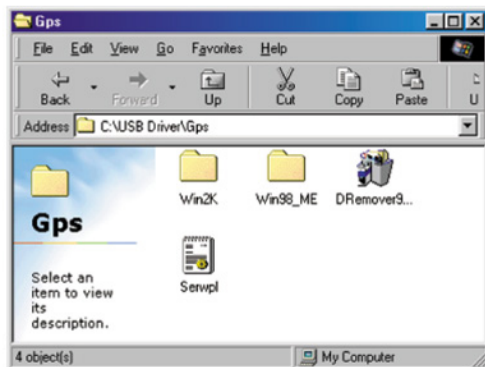 Gps
File Edit View Go Favorites Help
Back Forward Up Cut Copy Paste U
Address C:\USB Driver\Gps
Gps
Select an
item to view
its
description.
Win2K Win98_ME DRemover9...
Serwpl
4 object(s) My Computer